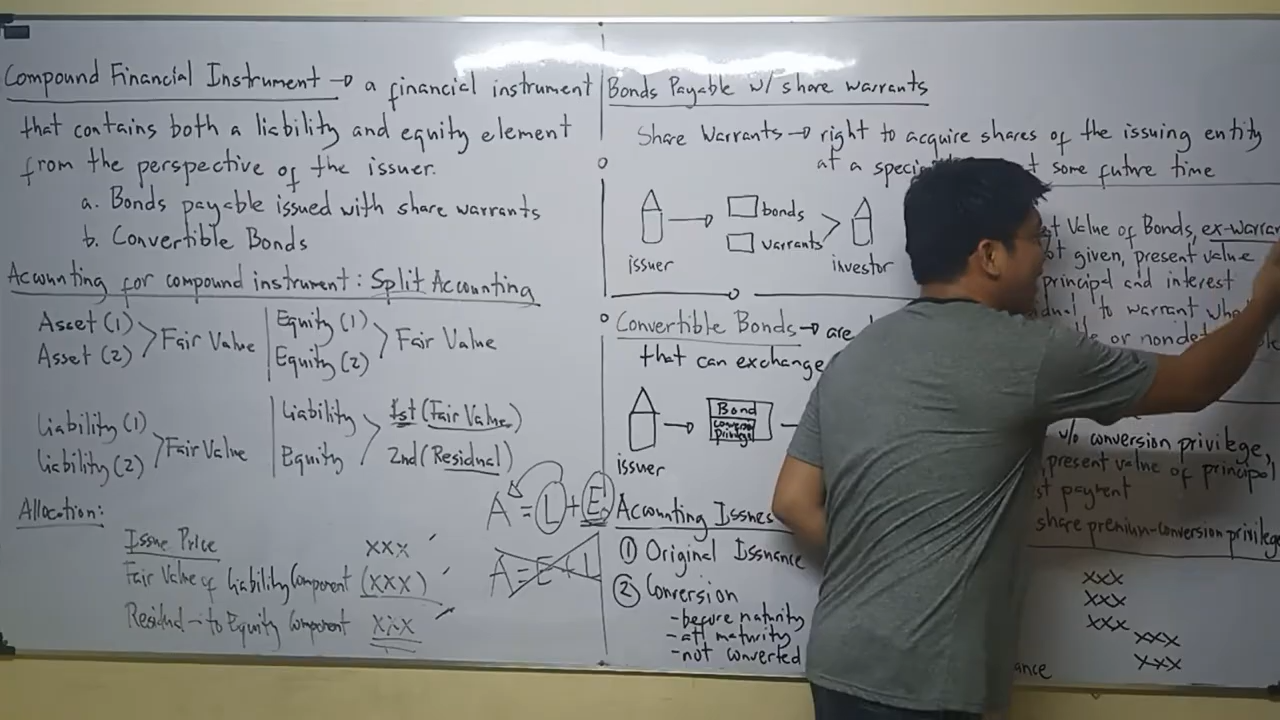 Compound Financial Instrument → a financial instrument
that contains both a liability and equity element
from the perspective of the issuer.
a. Bonds payable issued with share warrants
b. Convertible Bonds
Accounting for compound instrument: Split Accounting
Asset (1)
Asset (2)
Fair Value
Equity (1)
Equity (2)
Fair Value
Liability (1)
Liability (2)
Fair Value
Liability
Equity
1st (Fair Value)
2nd (Residual)
A = L + E
A = E + L
Allocation:
Issue Price xxx
Fair Value of Liability Component (xxx)
Residual - to Equity Component xxx
Bonds Payable w/ share warrants
Share Warrants → right to acquire shares of the issuing entity
at a some future time
bonds
warrants
issuer
investor
Value of Bonds, ex-warran
given, present value
principal and interest
to warrant
or
Convertible Bonds → are
that can exchange
Bond
conversion
privilege
issuer
w/o conversion privilege,
present value of principal
payment
share premium-conversion privilege
Accounting Issues
① Original Issuance
② Conversion
- before maturity
- at maturity
- not converted
xxx
xxx
xxx
xxx
xxx